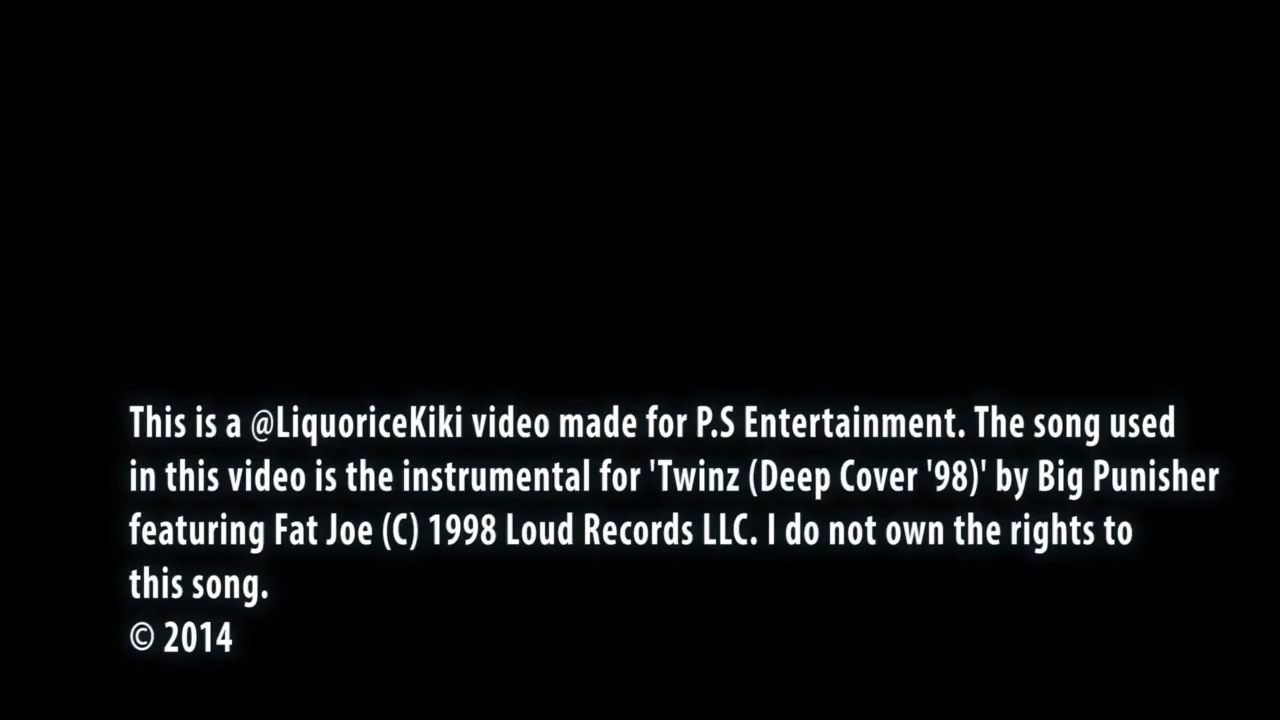 This is a @LiquoriceKiki video made for P.S Entertainment. The song used
in this video is the instrumental for 'Twinz (Deep Cover '98)' by Big Punisher
featuring Fat Joe (C) 1998 Loud Records LLC. I do not own the rights to
this song.
© 2014